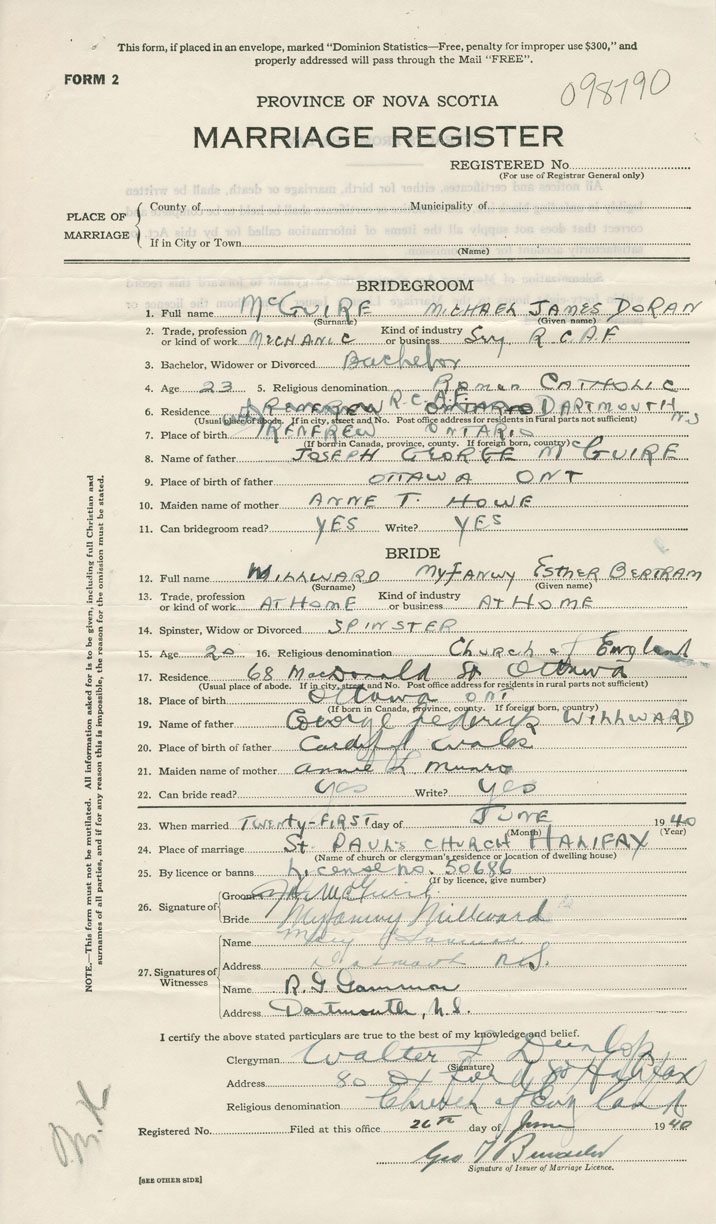 This form, if placed in an envelope, marked "Dominion Statistics—Free, penalty for improper use $300," and
properly addressed will pass through the Mail "FREE".
FORM 2
098790
PROVINCE OF NOVA SCOTIA
MARRIAGE REGISTER
REGISTERED No.
(For use of Registrar General only)
PLACE OF MARRIAGE
County of Municipality of
If in City or Town
(Name)
BRIDEGROOM
1. Full name McGUIRE MICHAEL JAMES DORAN
(Surname) (Given name)
2. Trade, profession or kind of work MECHANIC Kind of industry or business R.C.A.F
3. Bachelor, Widower or Divorced Bachelor
4. Age 23 5. Religious denomination Roman CATHOLIC
6. Residence R.C.A.F. DARTMOUTH N.S
(Usual place of abode. If in city, street and No. Post office address for residents in rural parts not sufficient)
7. Place of birth RENFREW ONTARIO
(If born in Canada, province, county. If foreign born, country)
8. Name of father JOSEPH GEORGE McGUIRE
9. Place of birth of father OTTAWA ONT
10. Maiden name of mother ANNE T. HOWE
11. Can bridegroom read? YES Write? YES
BRIDE
12. Full name MILLWARD MYFANWY ESTHER BERTRAM
(Surname) (Given name)
13. Trade, profession or kind of work AT HOME Kind of industry or business AT HOME
14. Spinster, Widow or Divorced SPINSTER
15. Age 20 16. Religious denomination Church of England
17. Residence 68 MacDonald St Ottawa
(Usual place of abode. If in city, street and No. Post office address for residents in rural parts not sufficient)
18. Place of birth Ottawa ONT
(If born in Canada, province, county. If foreign born, country)
19. Name of father George Frederick MILLWARD
20. Place of birth of father Cardiff Wales
21. Maiden name of mother Annie L. Munro
22. Can bride read? Yes Write? Yes
23. When married TWENTY-FIRST day of JUNE 1940
(Month) (Year)
24. Place of marriage St. PAUL'S CHURCH HALIFAX
(Name of church or clergyman's residence or location of dwelling house)
25. By licence or banns License no. 50686
(If by licence, give number)
26. Signature of
Groom McGuire
Bride Myfanwy Millward
27. Signatures of Witnesses
Name
Address Dartmouth N.S.
Name R. G. Gammon
Address Dartmouth, N.S.
I certify the above stated particulars are true to the best of my knowledge and belief.
Clergyman Walter Dunlop
(Signature)
Address 80 Halifax
Religious denomination Church of England
Registered No. Filed at this office 26th day of June 1940
Geo
Signature of Issuer of Marriage Licence.
[SEE OTHER SIDE]
NOTE.—This form must not be mutilated. All information asked for is to be given, including full Christian and
surnames of all parties, and if for any reason this is impossible, the reason for the omission must be stated.